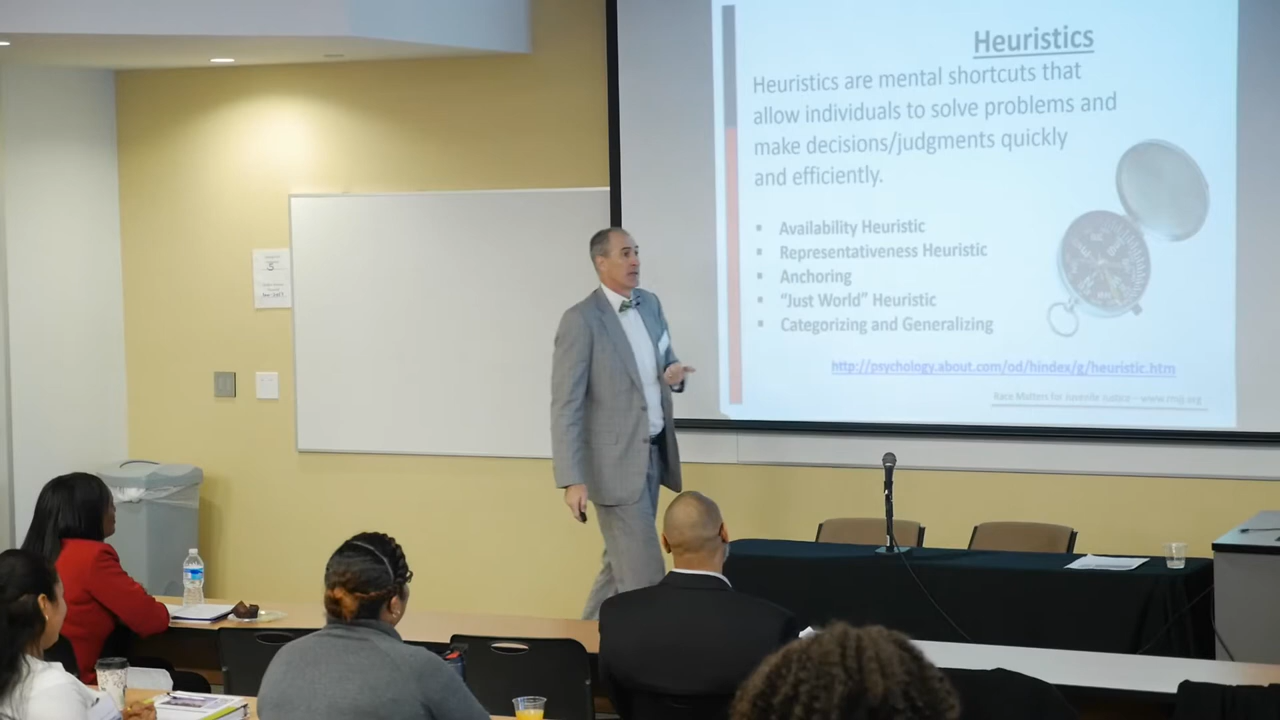 Heuristics
Heuristics are mental shortcuts that
allow individuals to solve problems and
make decisions/judgments quickly
and efficiently.
▪ Availability Heuristic
▪ Representativeness Heuristic
▪ Anchoring
▪ “Just World” Heuristic
▪ Categorizing and Generalizing
http://psychology.about.com/od/hindex/g/heuristic.htm
Race Matters for Juvenile Justice – www.rmjj.org
5